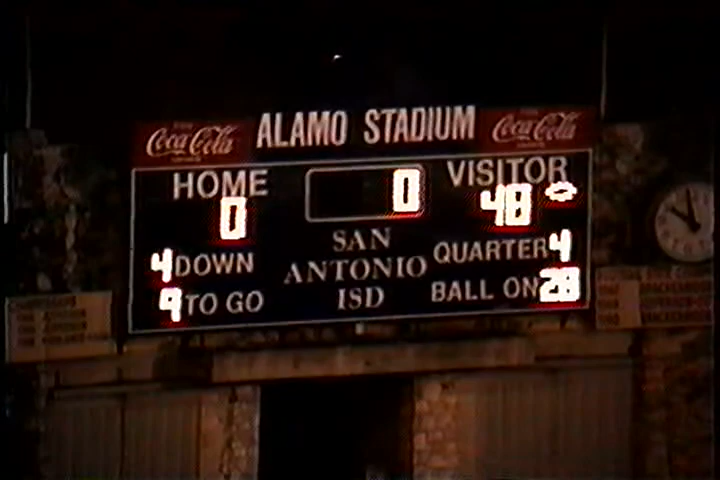 Coca-Cola ALAMO STADIUM Coca-Cola
HOME 0 VISITOR
0 48
4 DOWN SAN QUARTER 4
ANTONIO
9 TO GO ISD BALL ON 28